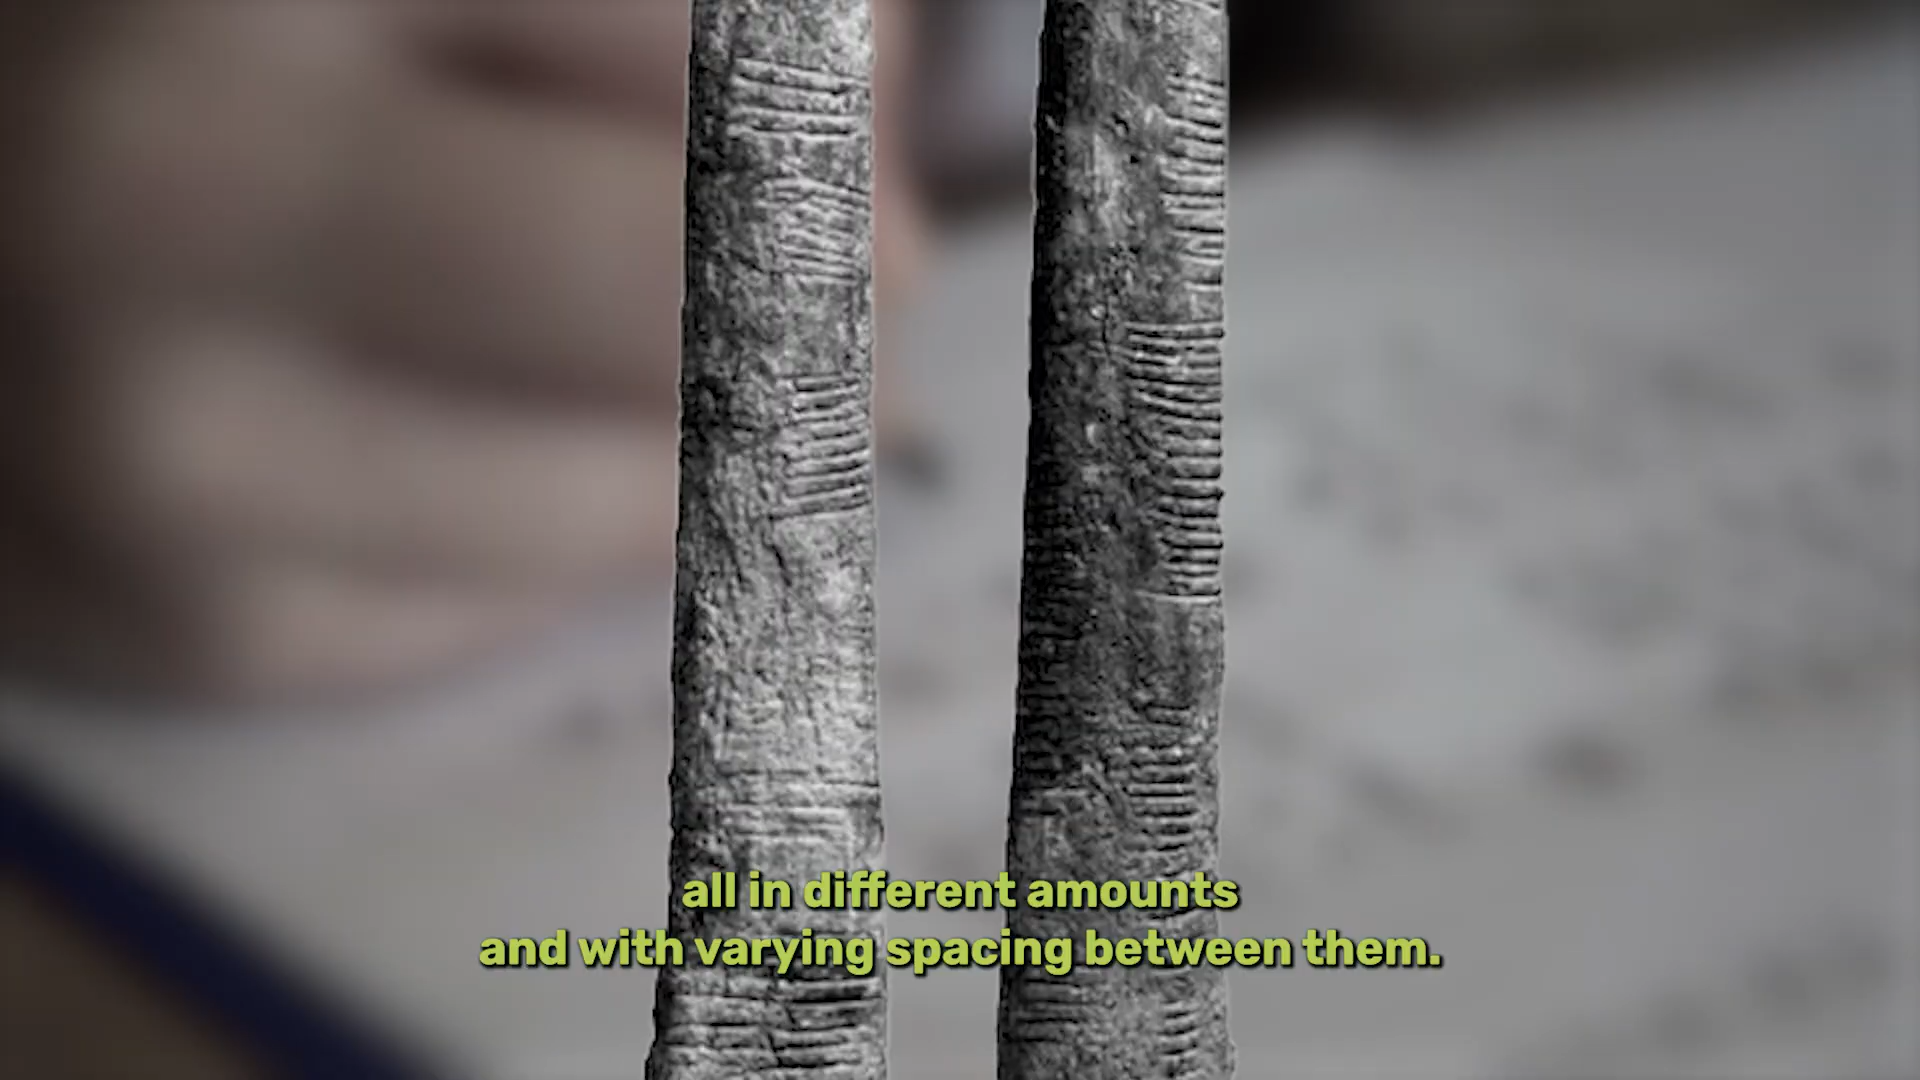 all in different amounts
and with varying spacing between them.